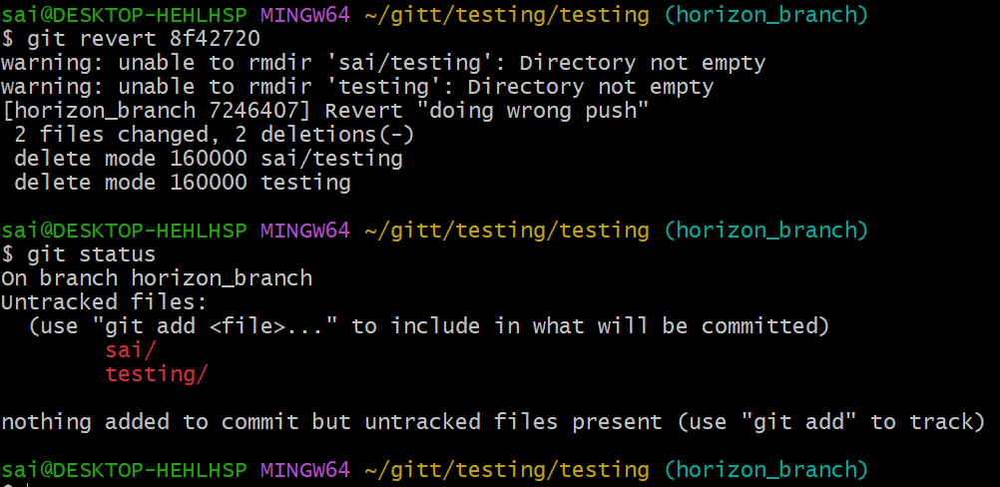 sai@DESKTOP-HEHLHSP MINGW64 ~/gitt/testing/testing (horizon_branch)
$ git revert 8f42720
warning: unable to rmdir 'sai/testing': Directory not empty
warning: unable to rmdir 'testing': Directory not empty
[horizon_branch 7246407] Revert "doing wrong push"
 2 files changed, 2 deletions(-)
 delete mode 160000 sai/testing
 delete mode 160000 testing

sai@DESKTOP-HEHLHSP MINGW64 ~/gitt/testing/testing (horizon_branch)
$ git status
On branch horizon_branch
Untracked files:
  (use "git add <file>..." to include in what will be committed)
        sai/
        testing/

nothing added to commit but untracked files present (use "git add" to track)

sai@DESKTOP-HEHLHSP MINGW64 ~/gitt/testing/testing (horizon_branch)
$